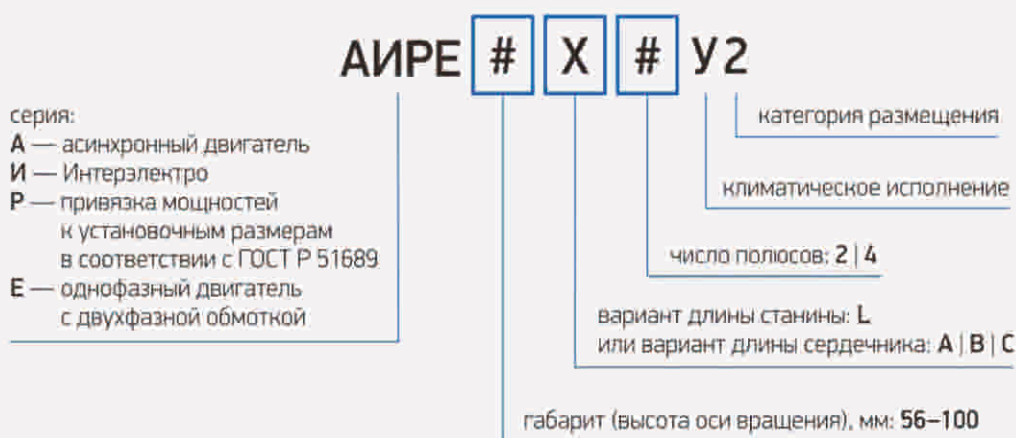 АИРЕ # X # У2
серия:
А — асинхронный двигатель
И — Интерэлектро
Р — привязка мощностей
к установочным размерам
в соответствии с ГОСТ Р 51689
Е — однофазный двигатель
с двухфазной обмоткой
категория размещения
климатическое исполнение
число полюсов: 2 | 4
вариант длины станины: L
или вариант длины сердечника: A | B | C
габарит (высота оси вращения), мм: 56–100